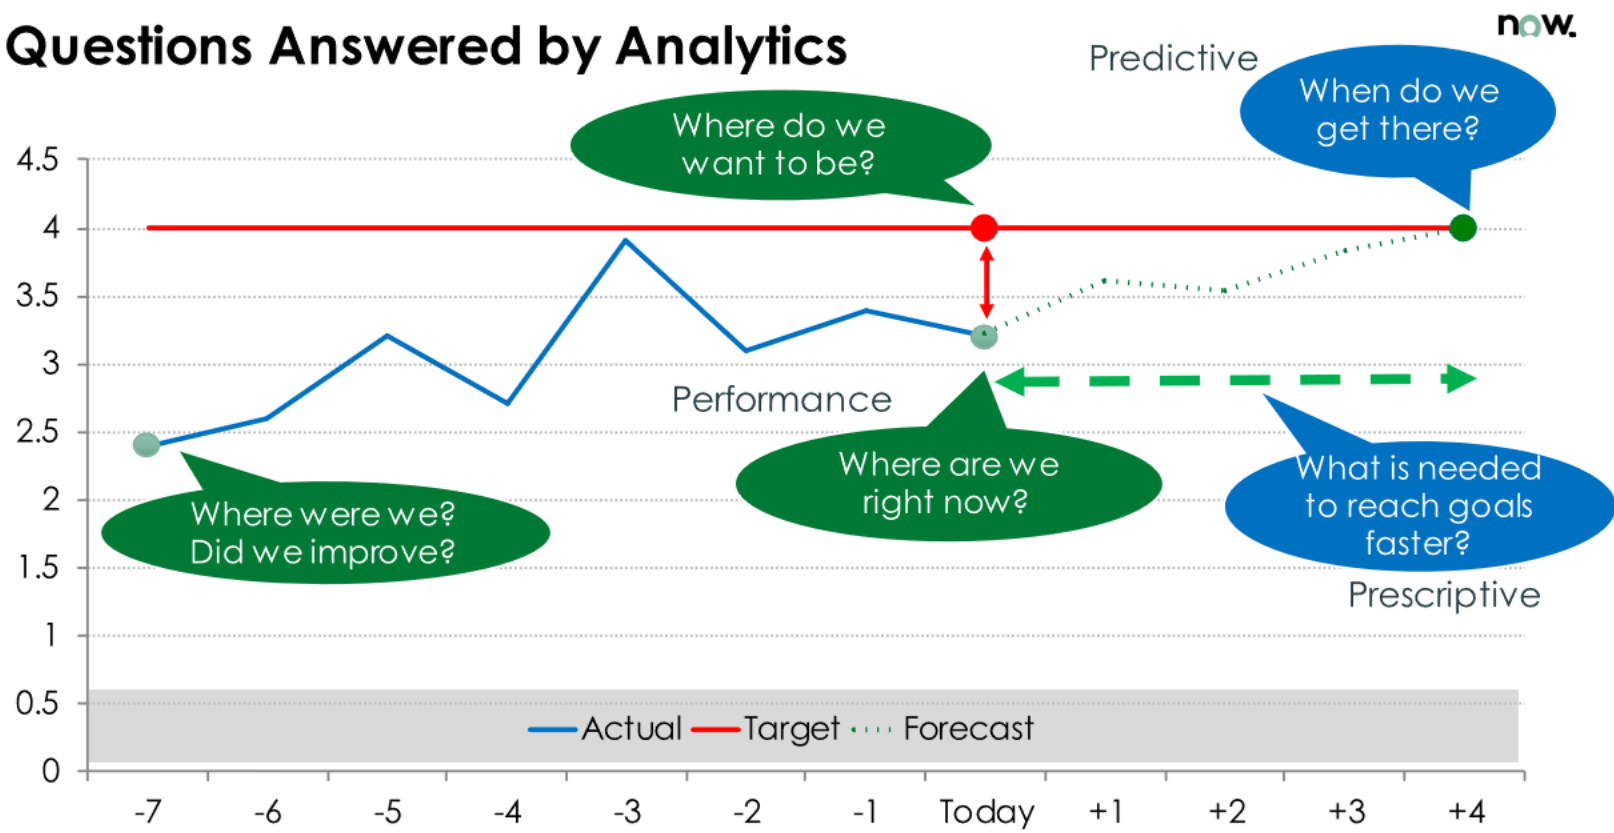 now.
Questions Answered by Analytics
Predictive
When do we
get there?
Where do we
want to be?
4.5
4
3.5
3
2.5
2
1.5
1
0.5
0
Performance
Where are we
right now?
What is needed
to reach goals
faster?
Where were we?
Did we improve?
Prescriptive
Actual Target Forecast
-7 -6 -5 -4 -3 -2 -1 Today +1 +2 +3 +4